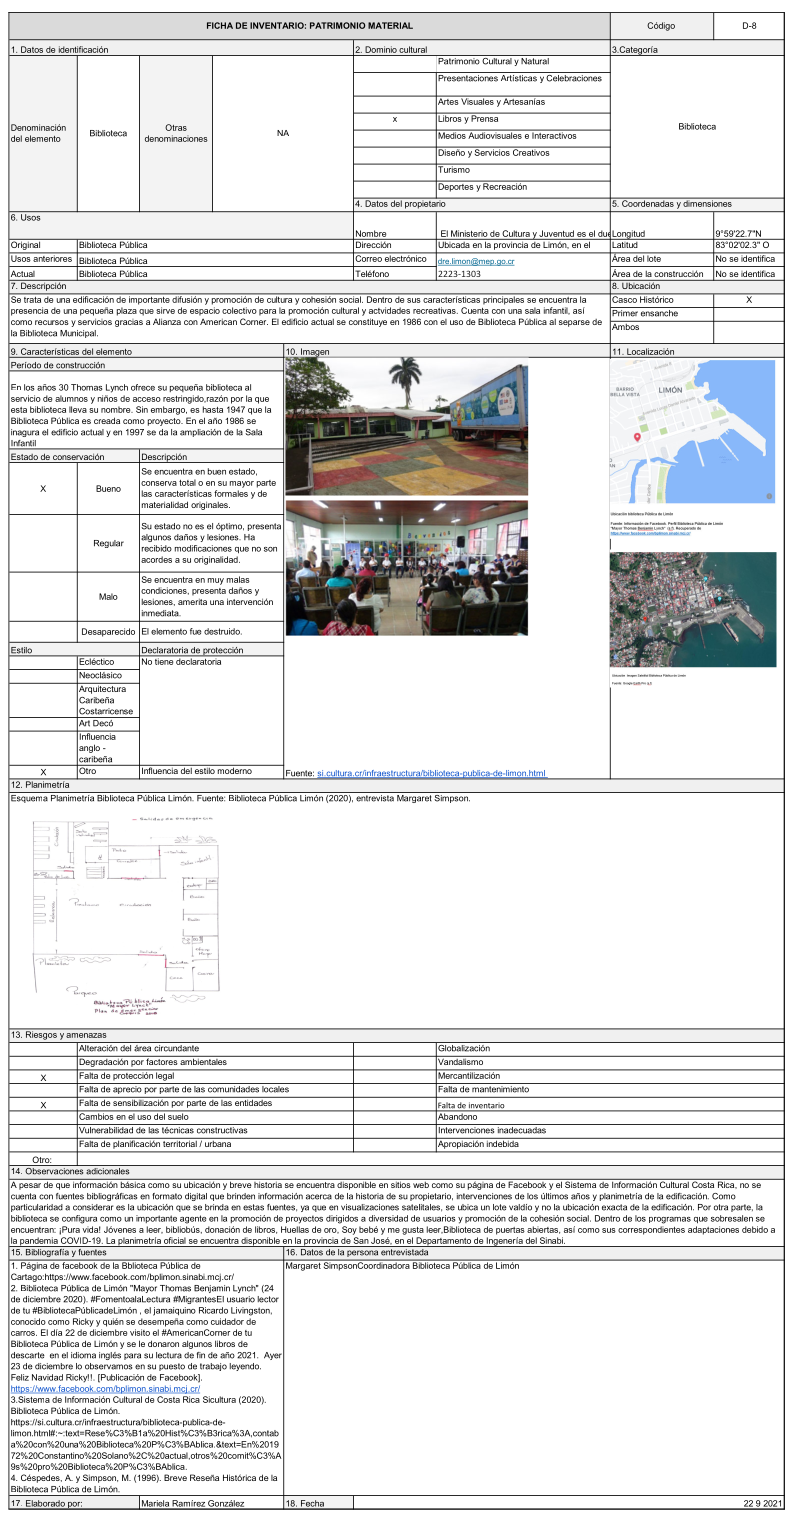 FICHA DE INVENTARIO: PATRIMONIO MATERIAL
Código
D-8
1. Datos de identificación
2. Dominio cultural
3.Categoría
Denominación
del elemento
Biblioteca
Otras
denominaciones
NA
Patrimonio Cultural y Natural
Presentaciones Artísticas y Celebraciones
Artes Visuales y Artesanías
x
Libros y Prensa
Medios Audiovisuales e Interactivos
Diseño y Servicios Creativos
Turismo
Deportes y Recreación
Biblioteca
4. Datos del propietario
5. Coordenadas y dimensiones
6. Usos
Nombre
El Ministerio de Cultura y Juventud es el due
Longitud
9°59'22.7"N
Original
Biblioteca Pública
Dirección
Ubicada en la provincia de Limón, en el
Latitud
83°02'02.3" O
Usos anteriores
Biblioteca Pública
Correo electrónico
dre.limon@mep.go.cr
Área del lote
No se identifica
Actual
Biblioteca Pública
Teléfono
2223-1303
Área de la construcción
No se identifica
7. Descripción
8. Ubicación
Se trata de una edificación de importante difusión y promoción de cultura y cohesión social. Dentro de sus características principales se encuentra la
presencia de una pequeña plaza que sirve de espacio colectivo para la promoción cultural y actvidades recreativas. Cuenta con una sala infantil, así
como recursos y servicios gracias a Alianza con American Corner. El edificio actual se constituye en 1986 con el uso de Biblioteca Pública al separse de
la Biblioteca Municipal.
Casco Histórico
X
Primer ensanche
Ambos
9. Características del elemento
10. Imagen
11. Localización
Período de construcción
En los años 30 Thomas Lynch ofrece su pequeña biblioteca al
servicio de alumnos y niños de acceso restringido,razón por la que
esta biblioteca lleva su nombre. Sin embargo, es hasta 1947 que la
Biblioteca Pública es creada como proyecto. En el año 1986 se
inagura el edificio actual y en 1997 se da la ampliación de la Sala
Infantil
Estado de conservación
Descripción
X
Bueno
Se encuentra en buen estado,
conserva total o en su mayor parte
las características formales y de
materialidad originales.
Regular
Su estado no es el óptimo, presenta
algunos daños y lesiones. Ha
recibido modificaciones que no son
acordes a su originalidad.
Malo
Se encuentra en muy malas
condiciones, presenta daños y
lesiones, amerita una intervención
inmediata.
Desaparecido
El elemento fue destruido.
Estilo
Declaratoria de protección
Ecléctico
No tiene declaratoria
Neoclásico
Arquitectura
Caribeña
Costarricense
Art Decó
Influencia
anglo -
caribeña
X
Otro
Influencia del estilo moderno
Fuente: si.cultura.cr/infraestructura/biblioteca-publica-de-limon.html
BARRIO
BELLA VISTA
LIMÓN
Ubicación biblioteca Pública de Limón
Fuente: Información de Facebook. Perfil Biblioteca Pública de Limón
"Mayor Thomas Benjamin Lynch" (s.f). Recuperado de
https://www.facebook.com/bplimon.sinabi.mcj.cr/
12. Planimetría
Esquema Planimetría Biblioteca Pública Limón. Fuente: Biblioteca Pública Limón (2020), entrevista Margaret Simpson.
Salidas de emergencia
Parqueo
Biblioteca Pública Limón
"Mayor Lynch"
Plan de emergencias
13. Riesgos y amenazas
Alteración del área circundante
Globalización
Degradación por factores ambientales
Vandalismo
X
Falta de protección legal
Mercantilización
Falta de aprecio por parte de las comunidades locales
Falta de mantenimiento
X
Falta de sensibilización por parte de las entidades
Falta de inventario
Cambios en el uso del suelo
Abandono
Vulnerabilidad de las técnicas constructivas
Intervenciones inadecuadas
Falta de planificación territorial / urbana
Apropiación indebida
Otro:
14. Observaciones adicionales
A pesar de que información básica como su ubicación y breve historia se encuentra disponible en sitios web como su página de Facebook y el Sistema de Información Cultural Costa Rica, no se
cuenta con fuentes bibliográficas en formato digital que brinden información acerca de la historia de su propietario, intervenciones de los últimos años y planimetría de la edificación. Como
particularidad a considerar es la ubicación que se brinda en estas fuentes, ya que en visualizaciones satelitales, se ubica un lote valdío y no la ubicación exacta de la edificación. Por otra parte, la
biblioteca se configura como un importante agente en la promoción de proyectos dirigidos a diversidad de usuarios y promoción de la cohesión social. Dentro de los programas que sobresalen se
encuentran: ¡Pura vida! Jóvenes a leer, bibliobús, donación de libros, Huellas de oro, Soy bebé y me gusta leer,Biblioteca de puertas abiertas, así como sus correspondientes adaptaciones debido a
la pandemia COVID-19. La planimetría oficial se encuentra disponible en la provincia de San José, en el Departamento de Ingenería del Sinabi.
15. Bibliografía y fuentes
16. Datos de la persona entrevistada
1. Página de facebook de la Bblioteca Pública de
Cartago:https://www.facebook.com/bplimon.sinabi.mcj.cr/
2. Biblioteca Pública de Limón "Mayor Thomas Benjamin Lynch" (24
de diciembre 2020). #FomentoalaLectura #MigrantesEl usuario lector
de tu #BibliotecaPúblicadeLimón , el jamaiquino Ricardo Livingston,
conocido como Ricky y quién se desempeña como cuidador de
carros. El día 22 de diciembre visito el #AmericanCorner de tu
Biblioteca Pública de Limón y se le donaron algunos libros de
descarte en el idioma inglés para su lectura de fin de año 2021. Ayer
23 de diciembre lo observamos en su puesto de trabajo leyendo.
Feliz Navidad Ricky!!. [Publicación de Facebook].
https://www.facebook.com/bplimon.sinabi.mcj.cr/
3.Sistema de Información Cultural de Costa Rica Sicultura (2020).
Biblioteca Pública de Limón.
https://si.cultura.cr/infraestructura/biblioteca-publica-de-
limon.html#:~:text=Rese%C3%B1a%20Hist%C3%B3rica%3A,contab
a%20con%20una%20Biblioteca%20P%C3%BAblica.&text=En%201
972%20Constantino%20Solano%2C%20actual,otros%20comit%C3%A
9s%20pro%20Biblioteca%20P%C3%BAblica.
4. Céspedes, A. y Simpson, M. (1996). Breve Reseña Histórica de la
Biblioteca Pública de Limón.
Margaret SimpsonCoordinadora Biblioteca Pública de Limón
17. Elaborado por:
Mariela Ramírez González
18. Fecha
22 9 2021